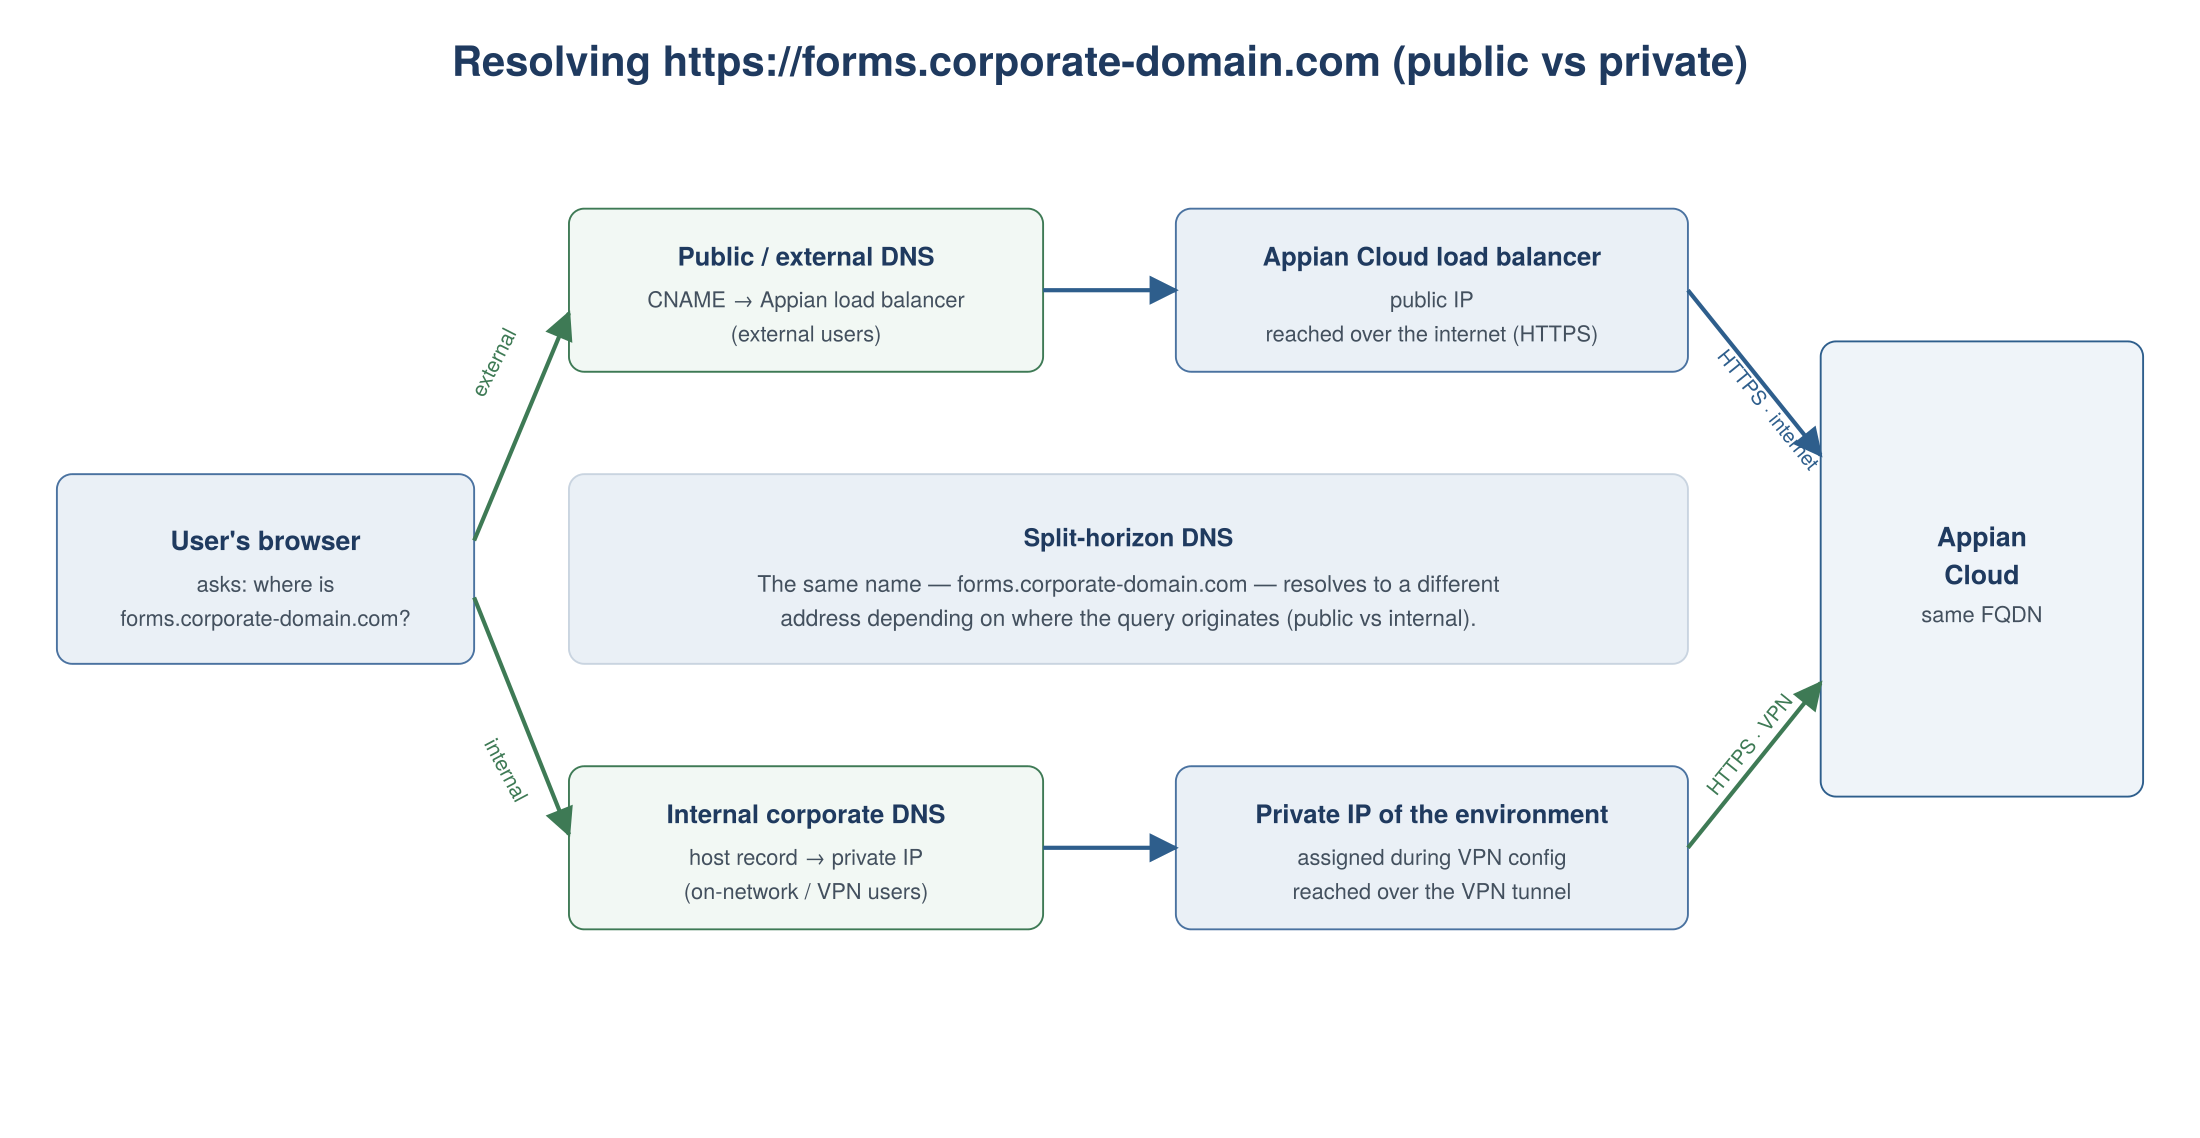 Resolving https://forms.corporate-domain.com (public vs private)
Public / external DNS
CNAME → Appian load balancer
(external users)
Appian Cloud load balancer
public IP
reached over the internet (HTTPS)
external
HTTPS · internet
User's browser
asks: where is
forms.corporate-domain.com?
Split-horizon DNS
The same name — forms.corporate-domain.com — resolves to a different
address depending on where the query originates (public vs internal).
Appian
Cloud
same FQDN
internal
HTTPS · VPN
Internal corporate DNS
host record → private IP
(on-network / VPN users)
Private IP of the environment
assigned during VPN config
reached over the VPN tunnel